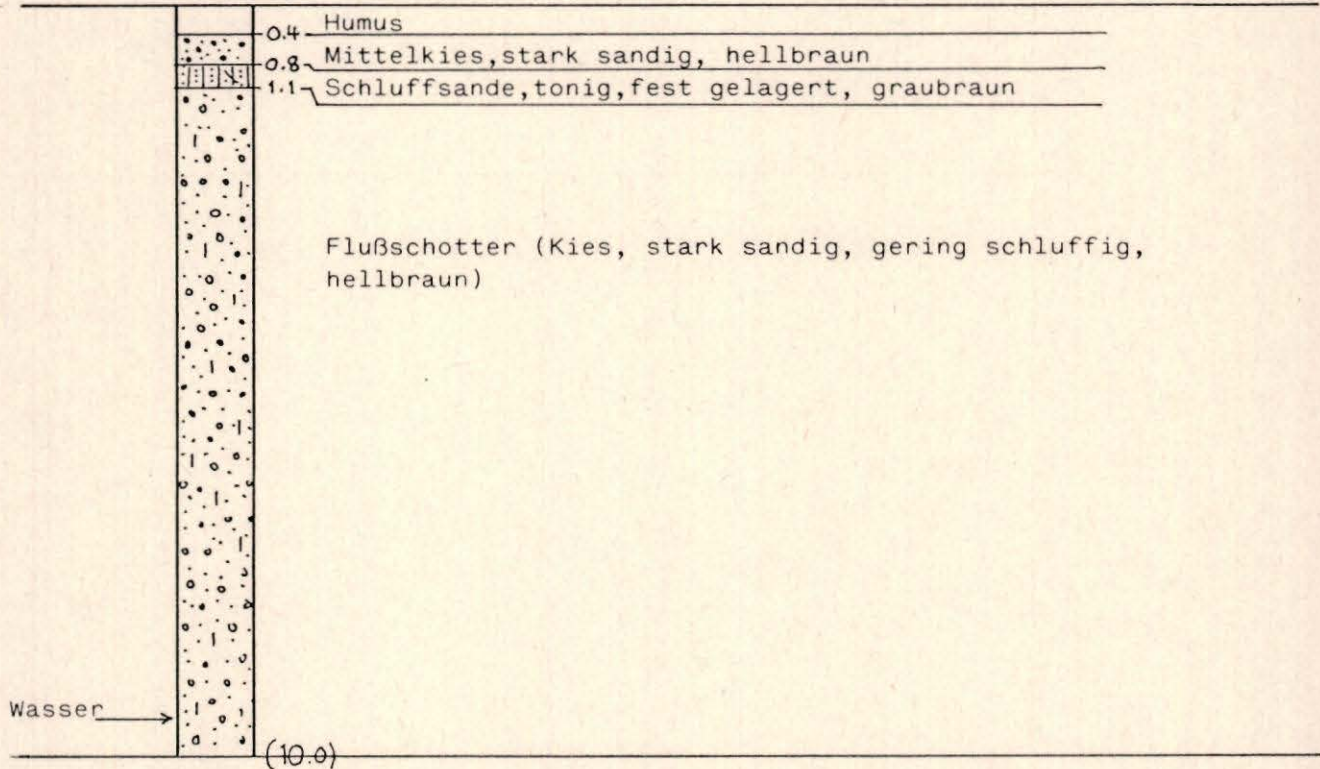 Humus
0.4
Mittelkies,stark sandig, hellbraun
0.8
Schluffsande,tonig,fest gelagert, graubraun
1.1
Flußschotter (Kies, stark sandig, gering schluffig,
hellbraun)
Wasser
(10.0)